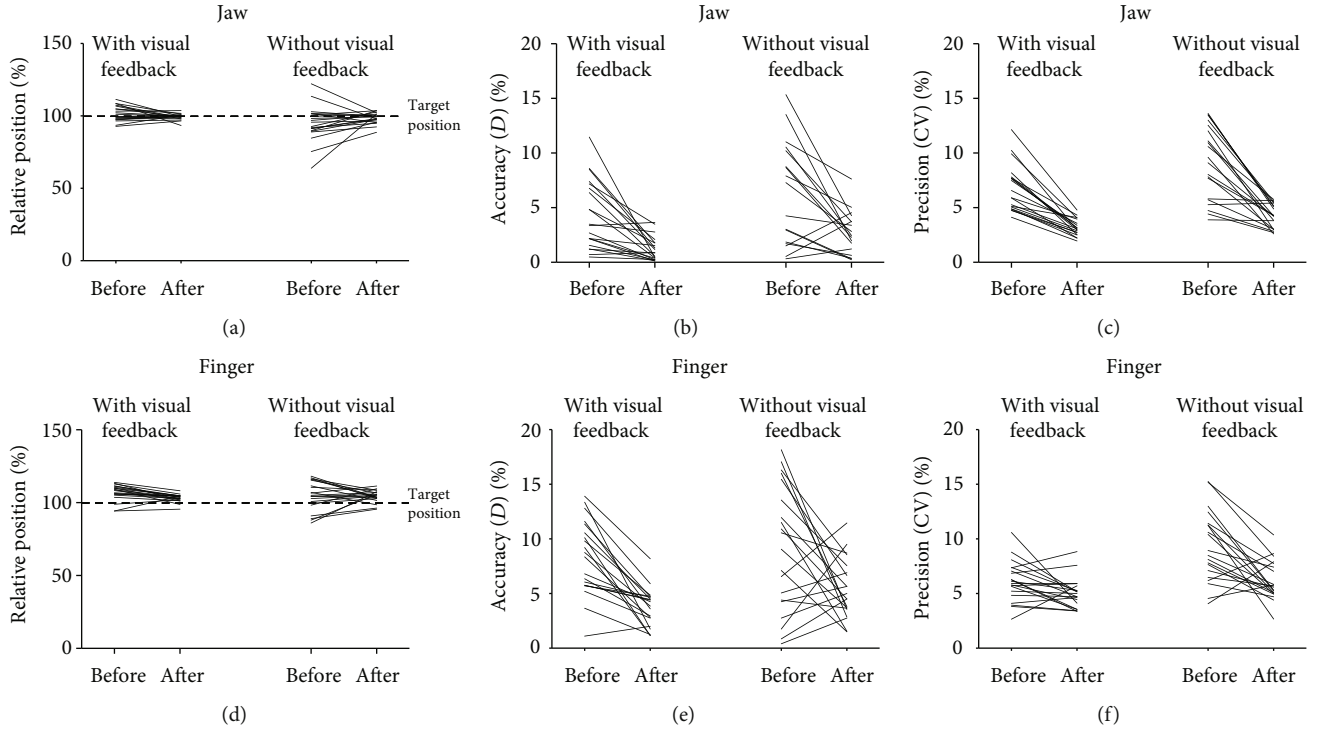 Jaw
With visual
feedback
Without visual
feedback
Relative position (%)
150
100
50
0
Target
position
Before After
Before After
(a)
Jaw
With visual
feedback
Without visual
feedback
Accuracy (D) (%)
20
15
10
5
0
Before After
Before After
(b)
Jaw
With visual
feedback
Without visual
feedback
Precision (CV) (%)
20
15
10
5
0
Before After
Before After
(c)
Finger
With visual
feedback
Without visual
feedback
Relative position (%)
150
100
50
0
Target
position
Before After
Before After
(d)
Finger
With visual
feedback
Without visual
feedback
Accuracy (D) (%)
20
15
10
5
0
Before After
Before After
(e)
Finger
With visual
feedback
Without visual
feedback
Precision (CV) (%)
20
15
10
5
0
Before After
Before After
(f)